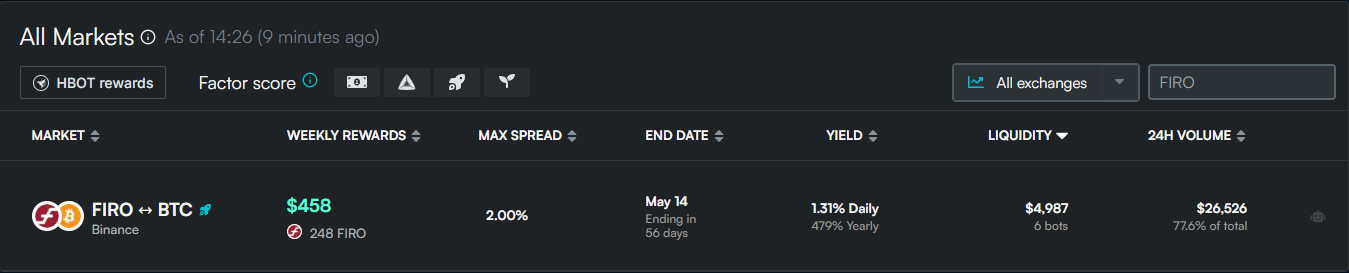 All Markets As of 14:26 (9 minutes ago)
HBOT rewards Factor score All exchanges FIRO
MARKET WEEKLY REWARDS MAX SPREAD END DATE YIELD LIQUIDITY 24H VOLUME
FIRO ↔ BTC
Binance
$458
248 FIRO
2.00%
May 14
Ending in
56 days
1.31% Daily
479% Yearly
$4,987
6 bots
$26,526
77.6% of total